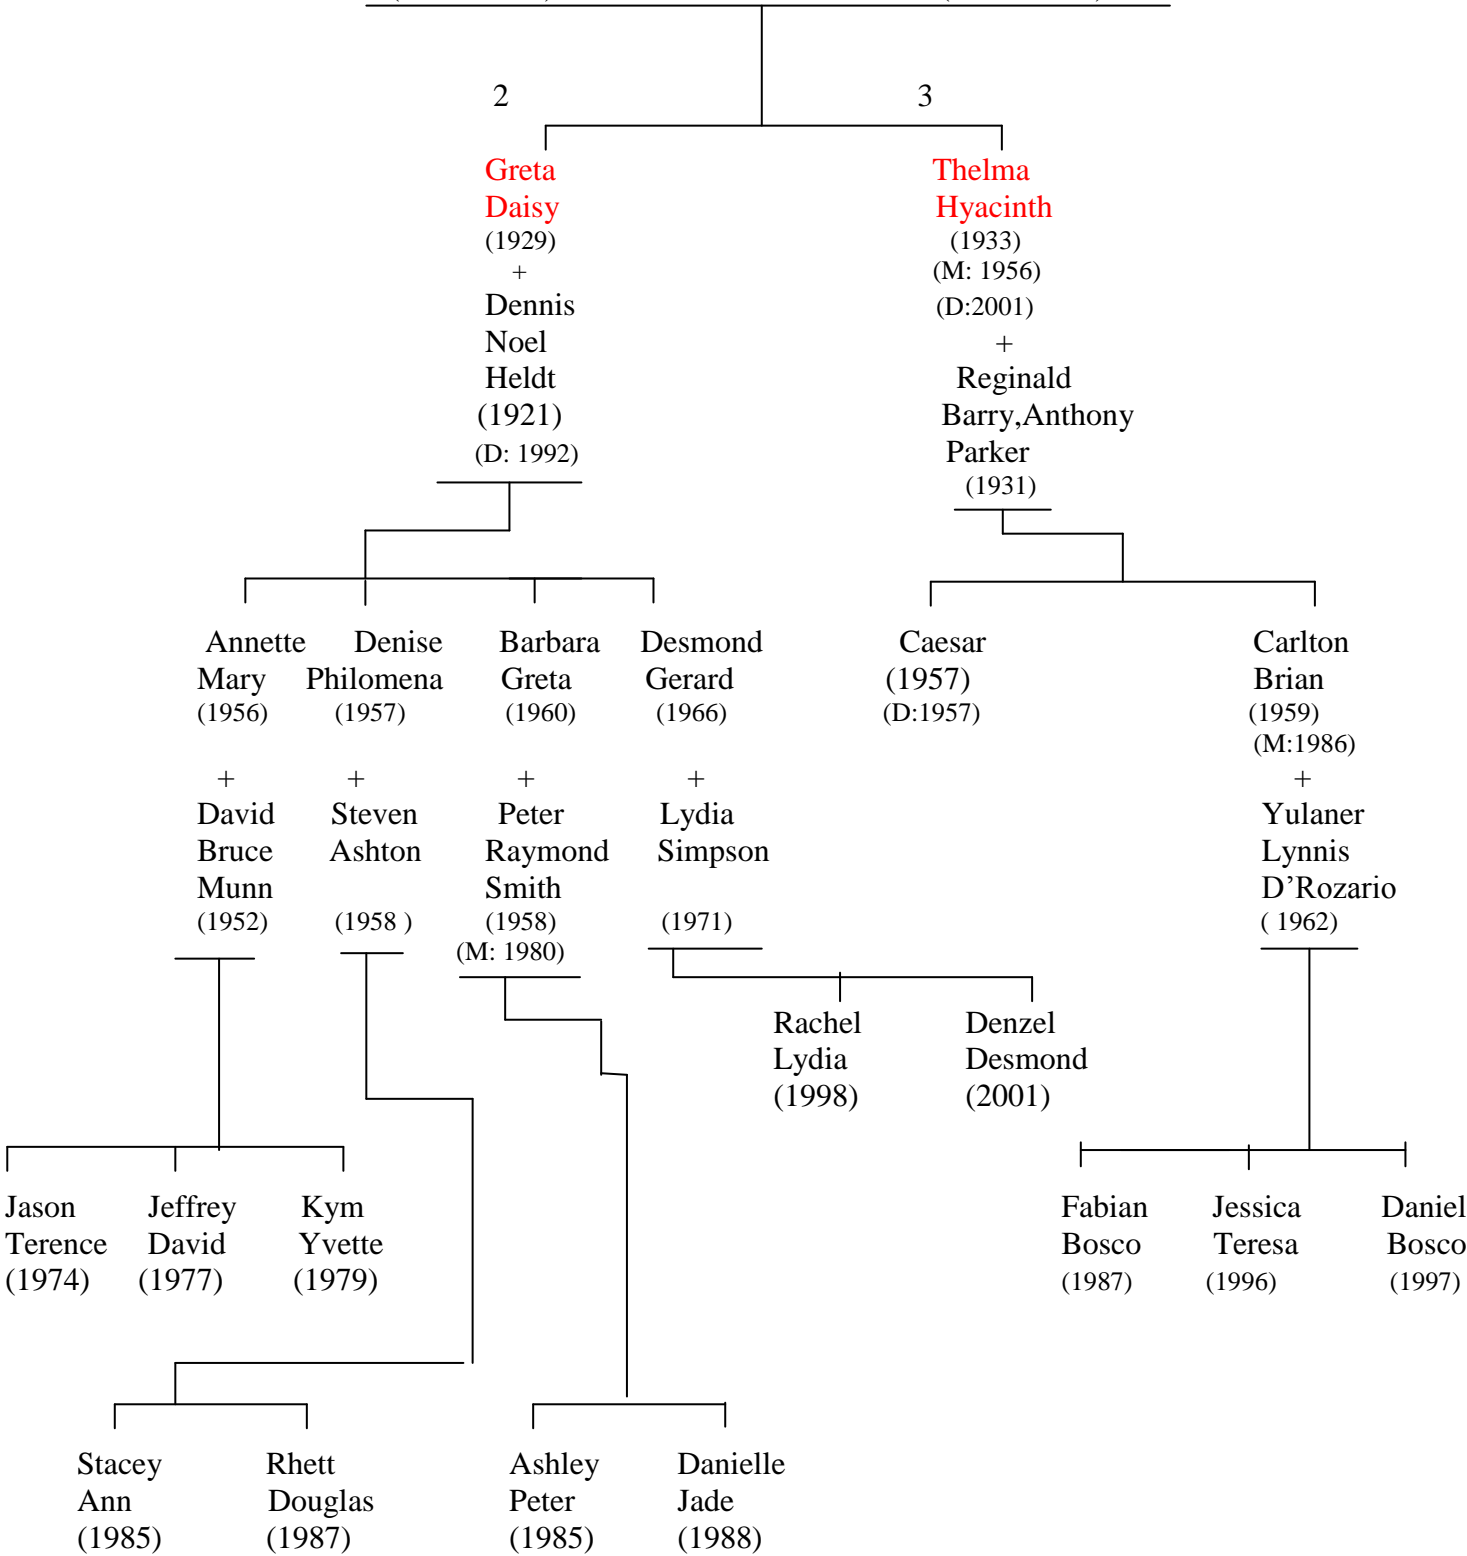 2 3
Greta
Daisy
(1929)
+
Dennis
Noel
Heldt
(1921)
(D: 1992)
Thelma
Hyacinth
(1933)
(M: 1956)
(D:2001)
+
Reginald
Barry,Anthony
Parker
(1931)
Annette
Mary
(1956)
+
David
Bruce
Munn
(1952)
Denise
Philomena
(1957)
+
Steven
Ashton
(1958 )
Barbara
Greta
(1960)
+
Peter
Raymond
Smith
(1958)
(M: 1980)
Desmond
Gerard
(1966)
+
Lydia
Simpson
(1971)
Caesar
(1957)
(D:1957)
Carlton
Brian
(1959)
(M:1986)
+
Yulaner
Lynnis
D’Rozario
( 1962)
Rachel
Lydia
(1998)
Denzel
Desmond
(2001)
Jason
Terence
(1974)
Jeffrey
David
(1977)
Kym
Yvette
(1979)
Fabian
Bosco
(1987)
Jessica
Teresa
(1996)
Daniel
Bosco
(1997)
Stacey
Ann
(1985)
Rhett
Douglas
(1987)
Ashley
Peter
(1985)
Danielle
Jade
(1988)